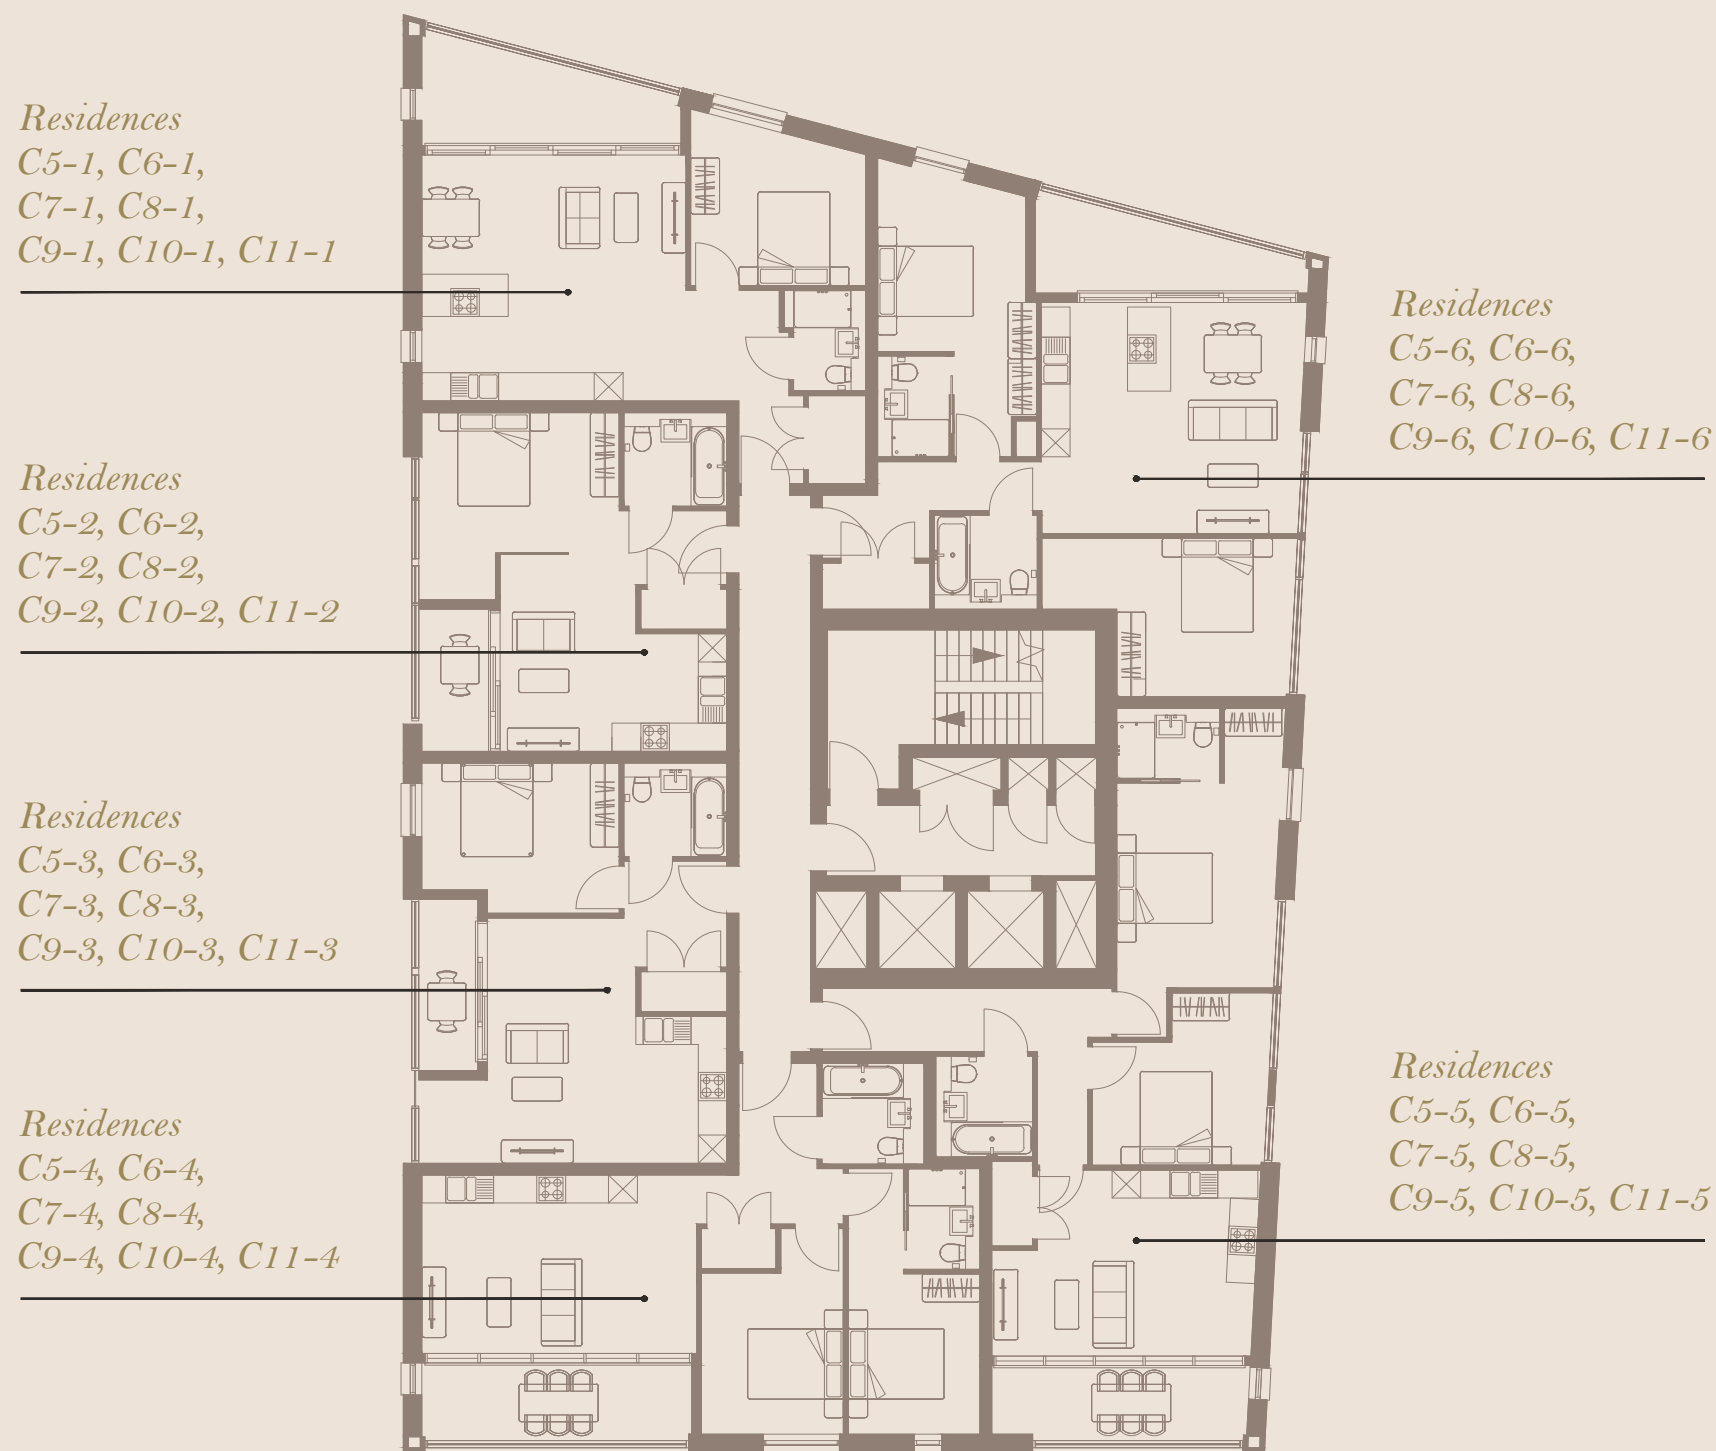 Residences
C5-1, C6-1,
C7-1, C8-1,
C9-1, C10-1, C11-1
Residences
C5-2, C6-2,
C7-2, C8-2,
C9-2, C10-2, C11-2
Residences
C5-3, C6-3,
C7-3, C8-3,
C9-3, C10-3, C11-3
Residences
C5-4, C6-4,
C7-4, C8-4,
C9-4, C10-4, C11-4
Residences
C5-6, C6-6,
C7-6, C8-6,
C9-6, C10-6, C11-6
Residences
C5-5, C6-5,
C7-5, C8-5,
C9-5, C10-5, C11-5